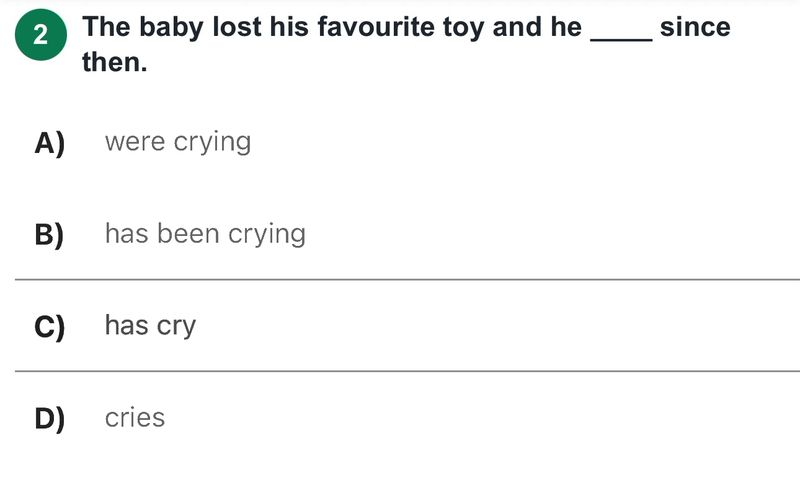 2 The baby lost his favourite toy and he ____ since
then.
A) were crying
B) has been crying
C) has cry
D) cries